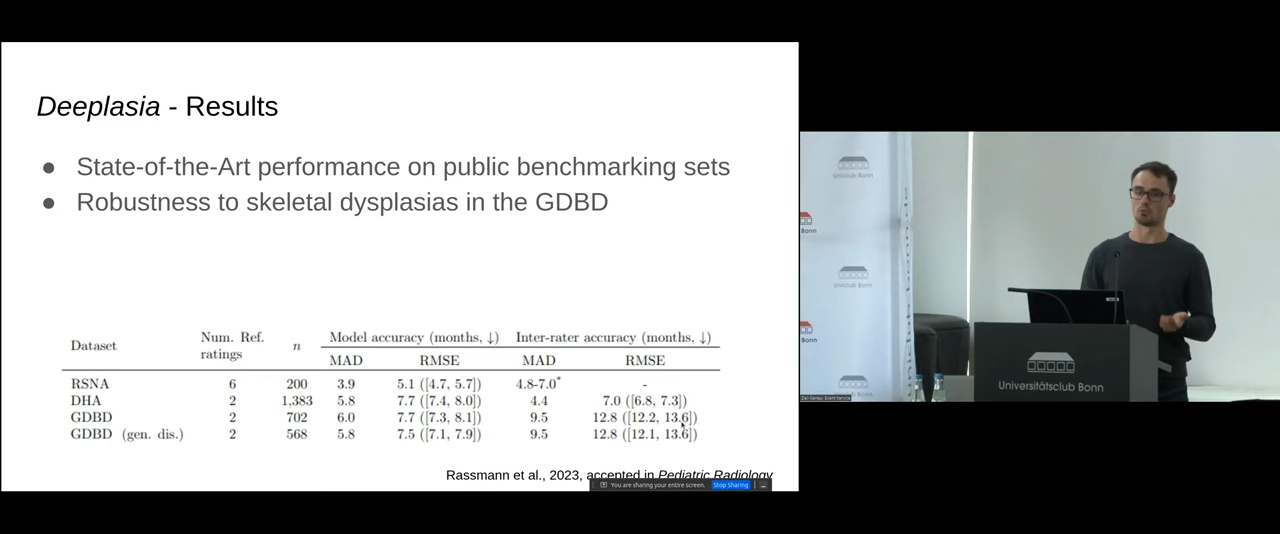 Deeplasia - Results
● State-of-the-Art performance on public benchmarking sets
● Robustness to skeletal dysplasias in the GDBD
Dataset Num. Ref. ratings n Model accuracy (months, ↓) Inter-rater accuracy (months, ↓)
MAD RMSE MAD RMSE
RSNA 6 200 3.9 5.1 ([4.7, 5.7]) 4.8-7.0* -
DHA 2 1,383 5.8 7.7 ([7.4, 8.0]) 4.4 7.0 ([6.8, 7.3])
GDBD 2 702 6.0 7.7 ([7.3, 8.1]) 9.5 12.8 ([12.2, 13.6])
GDBD (gen. dis.) 2 568 5.8 7.5 ([7.1, 7.9]) 9.5 12.8 ([12.1, 13.6])
Rassmann et al., 2023, accepted in Pediatric Radiology
You are sharing your entire screen. Stop Sharing
Uniclub Bonn
Bonn
Uniclub Bonn
Bonn
Universitätsclub Bonn